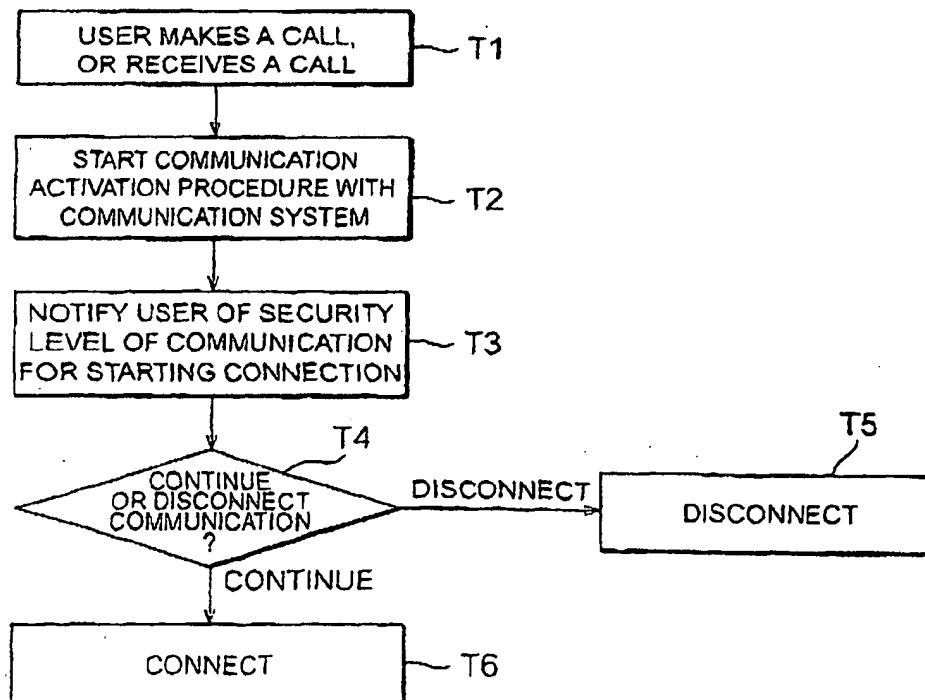 USER MAKES A CALL,
OR RECEIVES A CALL
T1
START COMMUNICATION
ACTIVATION PROCEDURE WITH
COMMUNICATION SYSTEM
T2
NOTIFY USER OF SECURITY
LEVEL OF COMMUNICATION
FOR STARTING CONNECTION
T3
T4
CONTINUE
OR DISCONNECT
COMMUNICATION
?
DISCONNECT
T5
DISCONNECT
CONTINUE
CONNECT
T6